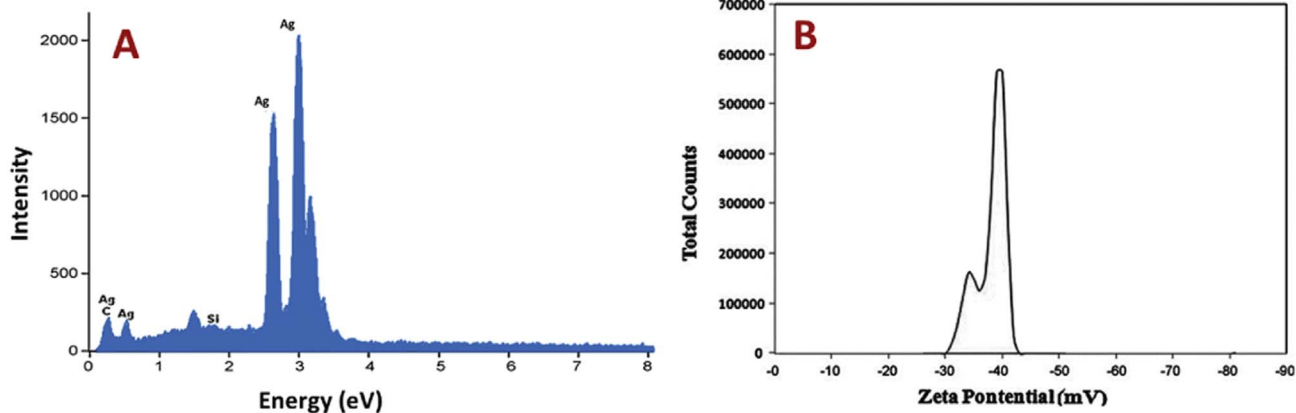 A
Intensity
2000
1500
1000
500
0
Ag
Ag
Ag
C
Ag
Si
0 1 2 3 4 5 6 7 8
Energy (eV)
B
Total Counts
700000
600000
500000
400000
300000
200000
100000
0
-0 -10 -20 -30 -40 -50 -60 -70 -80 -90
Zeta Pontential (mV)